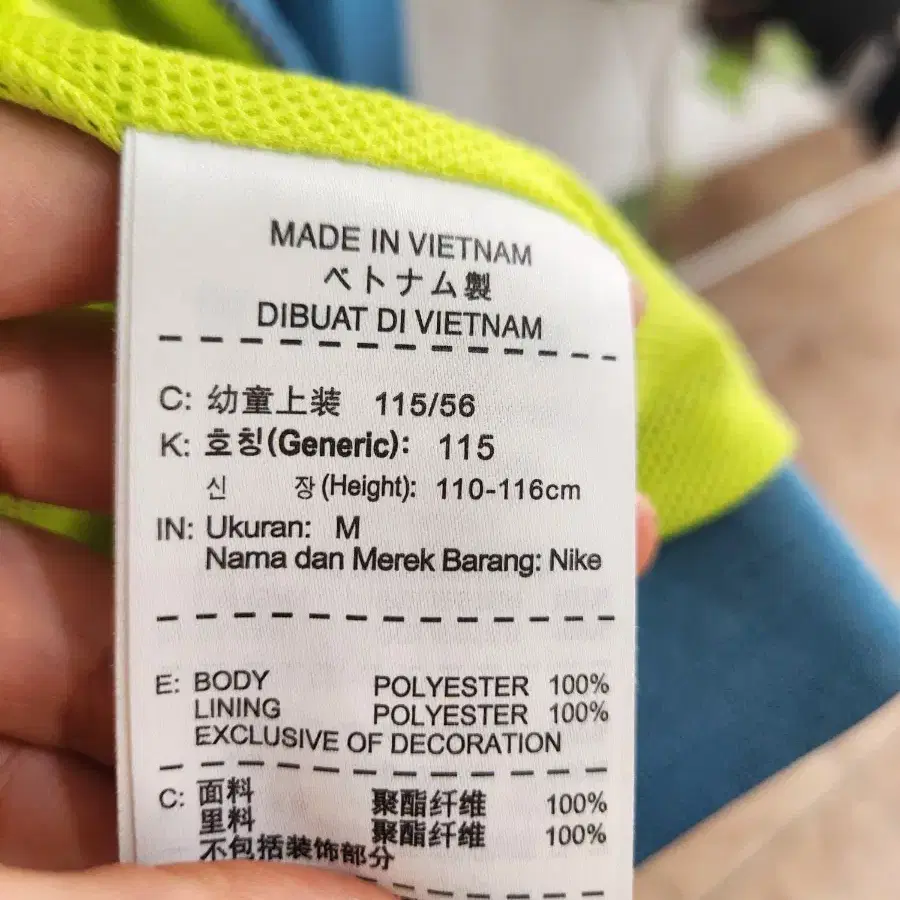 MADE IN VIETNAM
ベトナム製
DIBUAT DI VIETNAM
C: 幼童上装 115/56
K: 호칭(Generic): 115
신 장(Height): 110-116cm
IN: Ukuran: M
Nama dan Merek Barang: Nike
E: BODY POLYESTER 100%
LINING POLYESTER 100%
EXCLUSIVE OF DECORATION
C: 面料 聚酯纤维 100%
里料 聚酯纤维 100%
不包括装饰部分